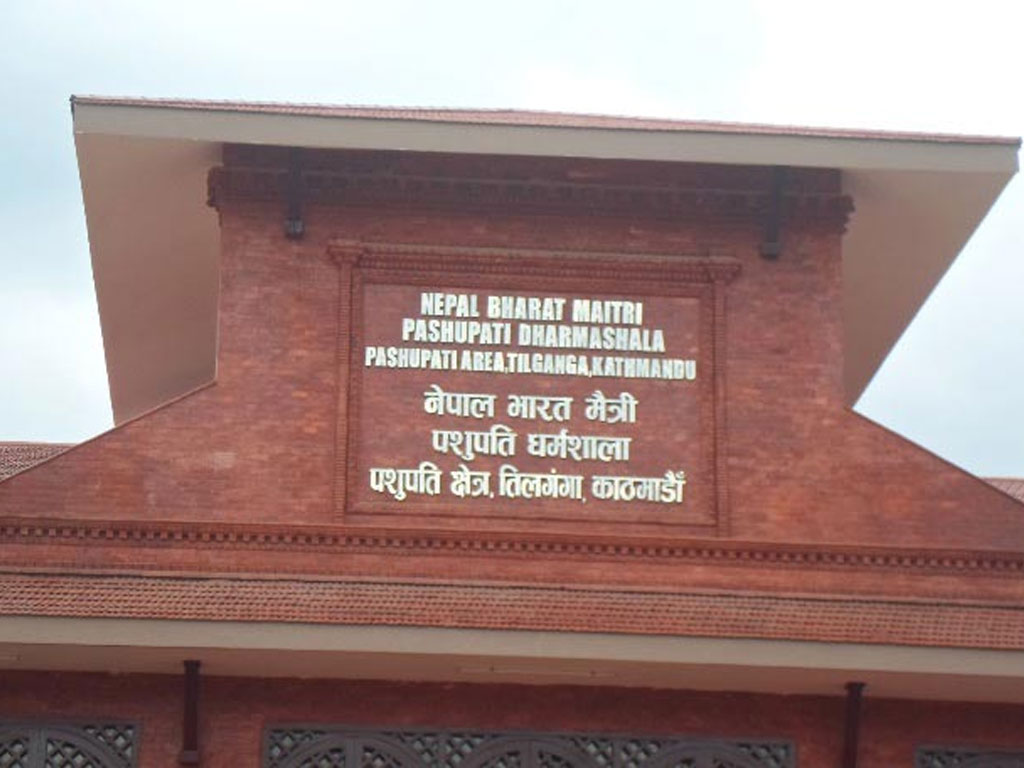 NEPAL BHARAT MAITRI
PASHUPATI DHARMASHALA
PASHUPATI AREA,TILGANGA,KATHMANDU
नेपाल भारत मैत्री
पशुपति धर्मशाला
पशुपति क्षेत्र, तिलगंगा, काठमाडौँ